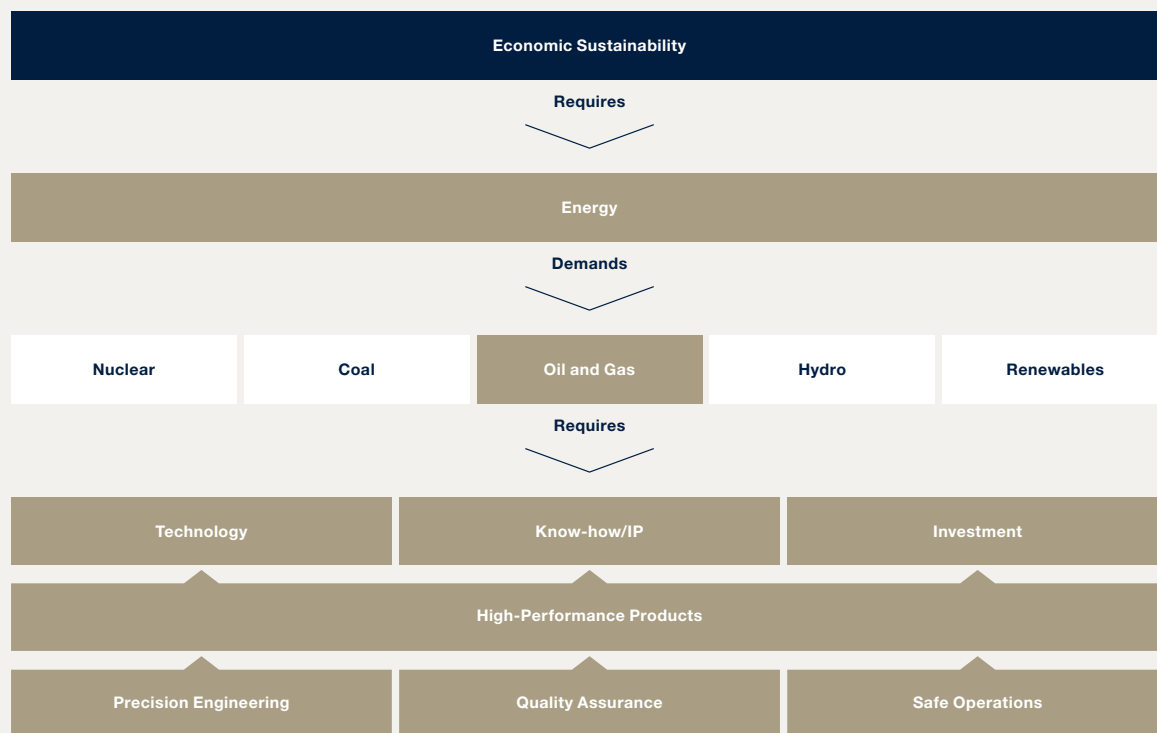 Economic Sustainability
Requires
Energy
Demands
Nuclear
Coal
Oil and Gas
Hydro
Renewables
Requires
Technology
Know-how/IP
Investment
High-Performance Products
Precision Engineering
Quality Assurance
Safe Operations